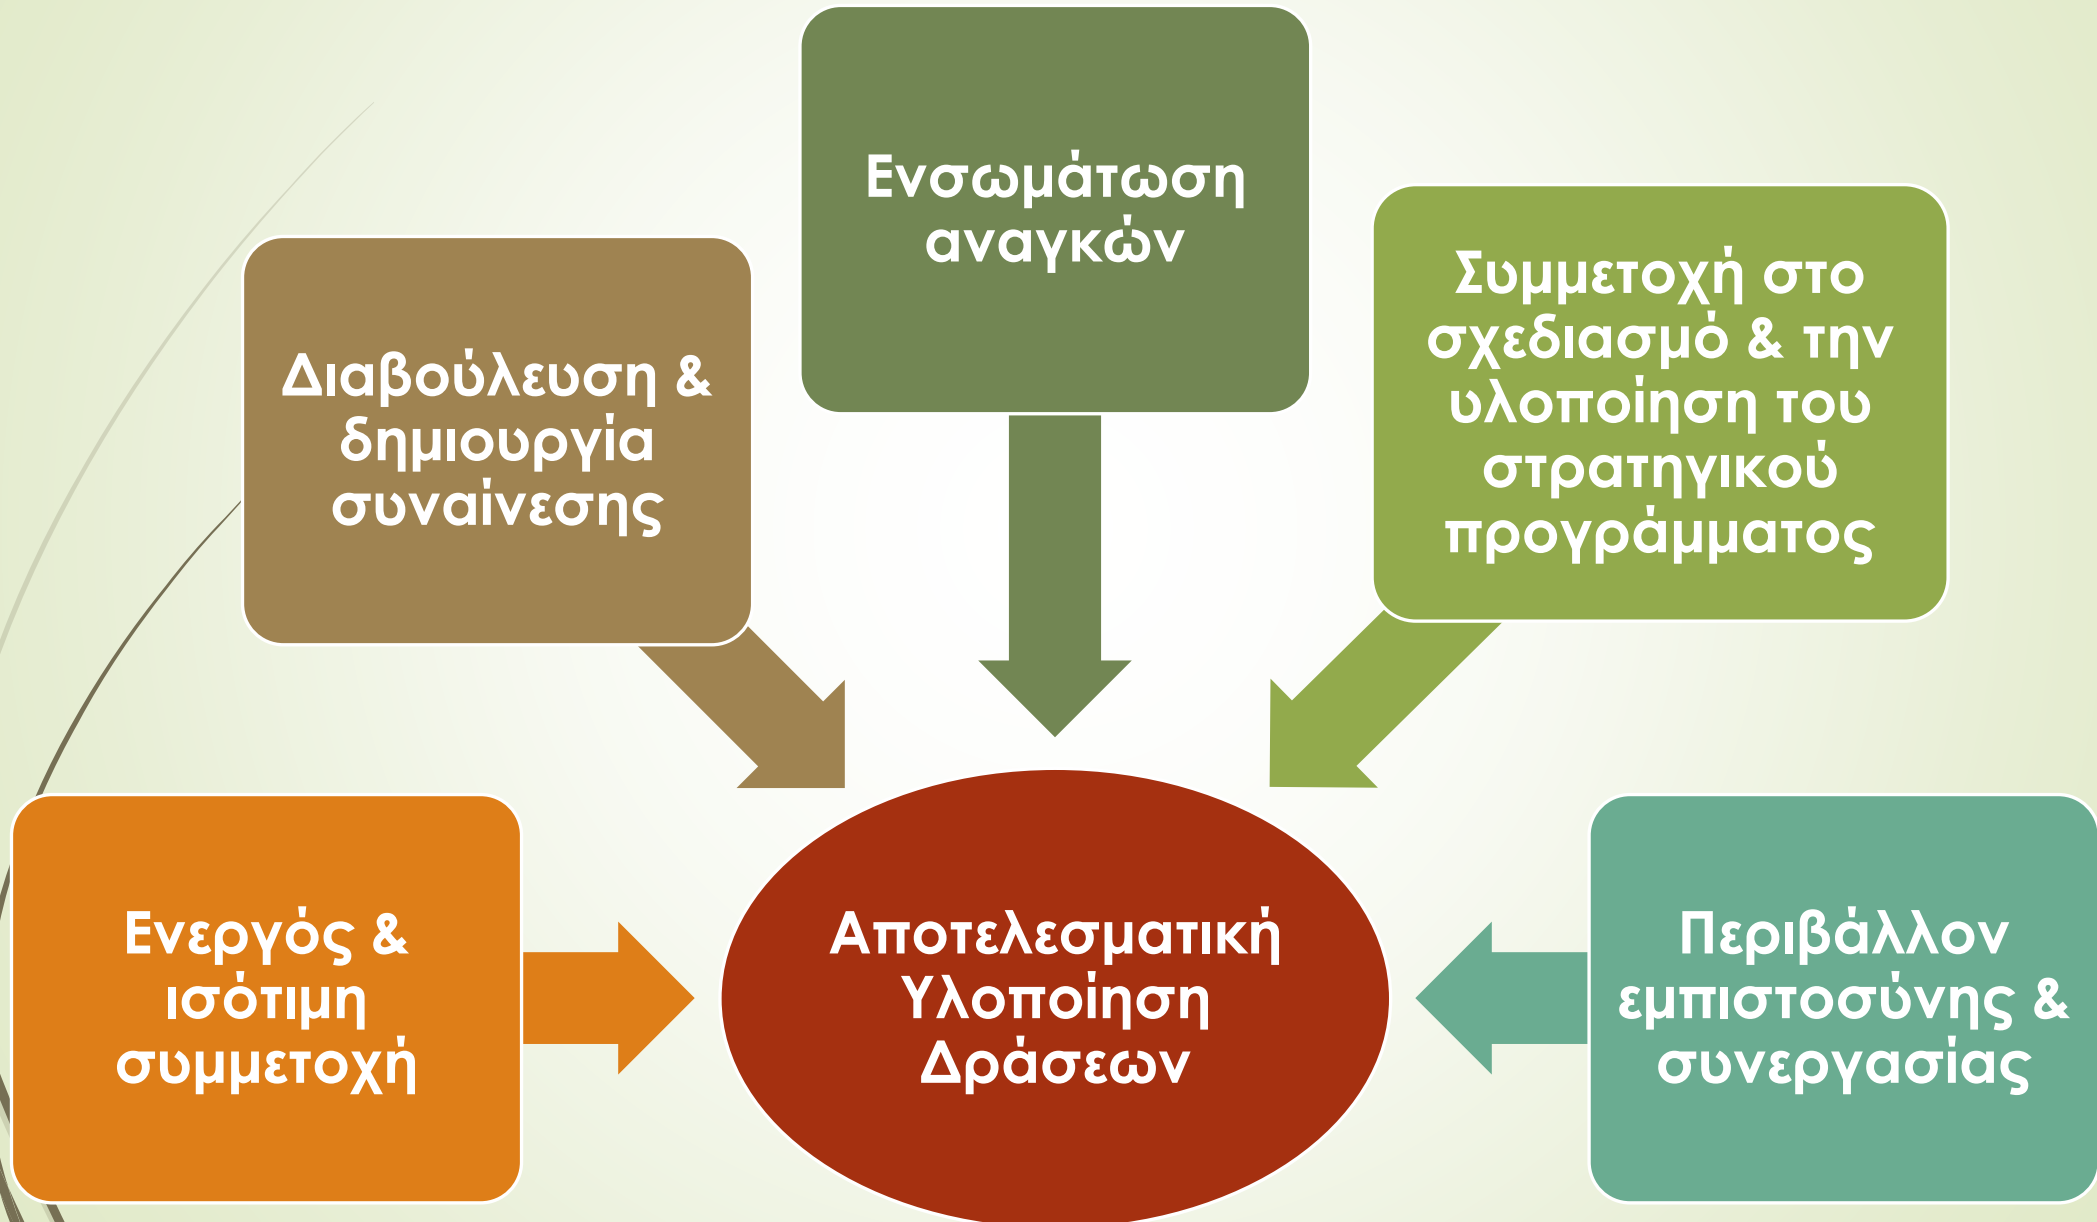 Ενσωμάτωση
αναγκών
Διαβούλευση &
δημιουργία
συναίνεσης
Συμμετοχή στο
σχεδιασμό & την
υλοποίηση του
στρατηγικού
προγράμματος
Ενεργός &
ισότιμη
συμμετοχή
Αποτελεσματική
Υλοποίηση
Δράσεων
Περιβάλλον
εμπιστοσύνης &
συνεργασίας